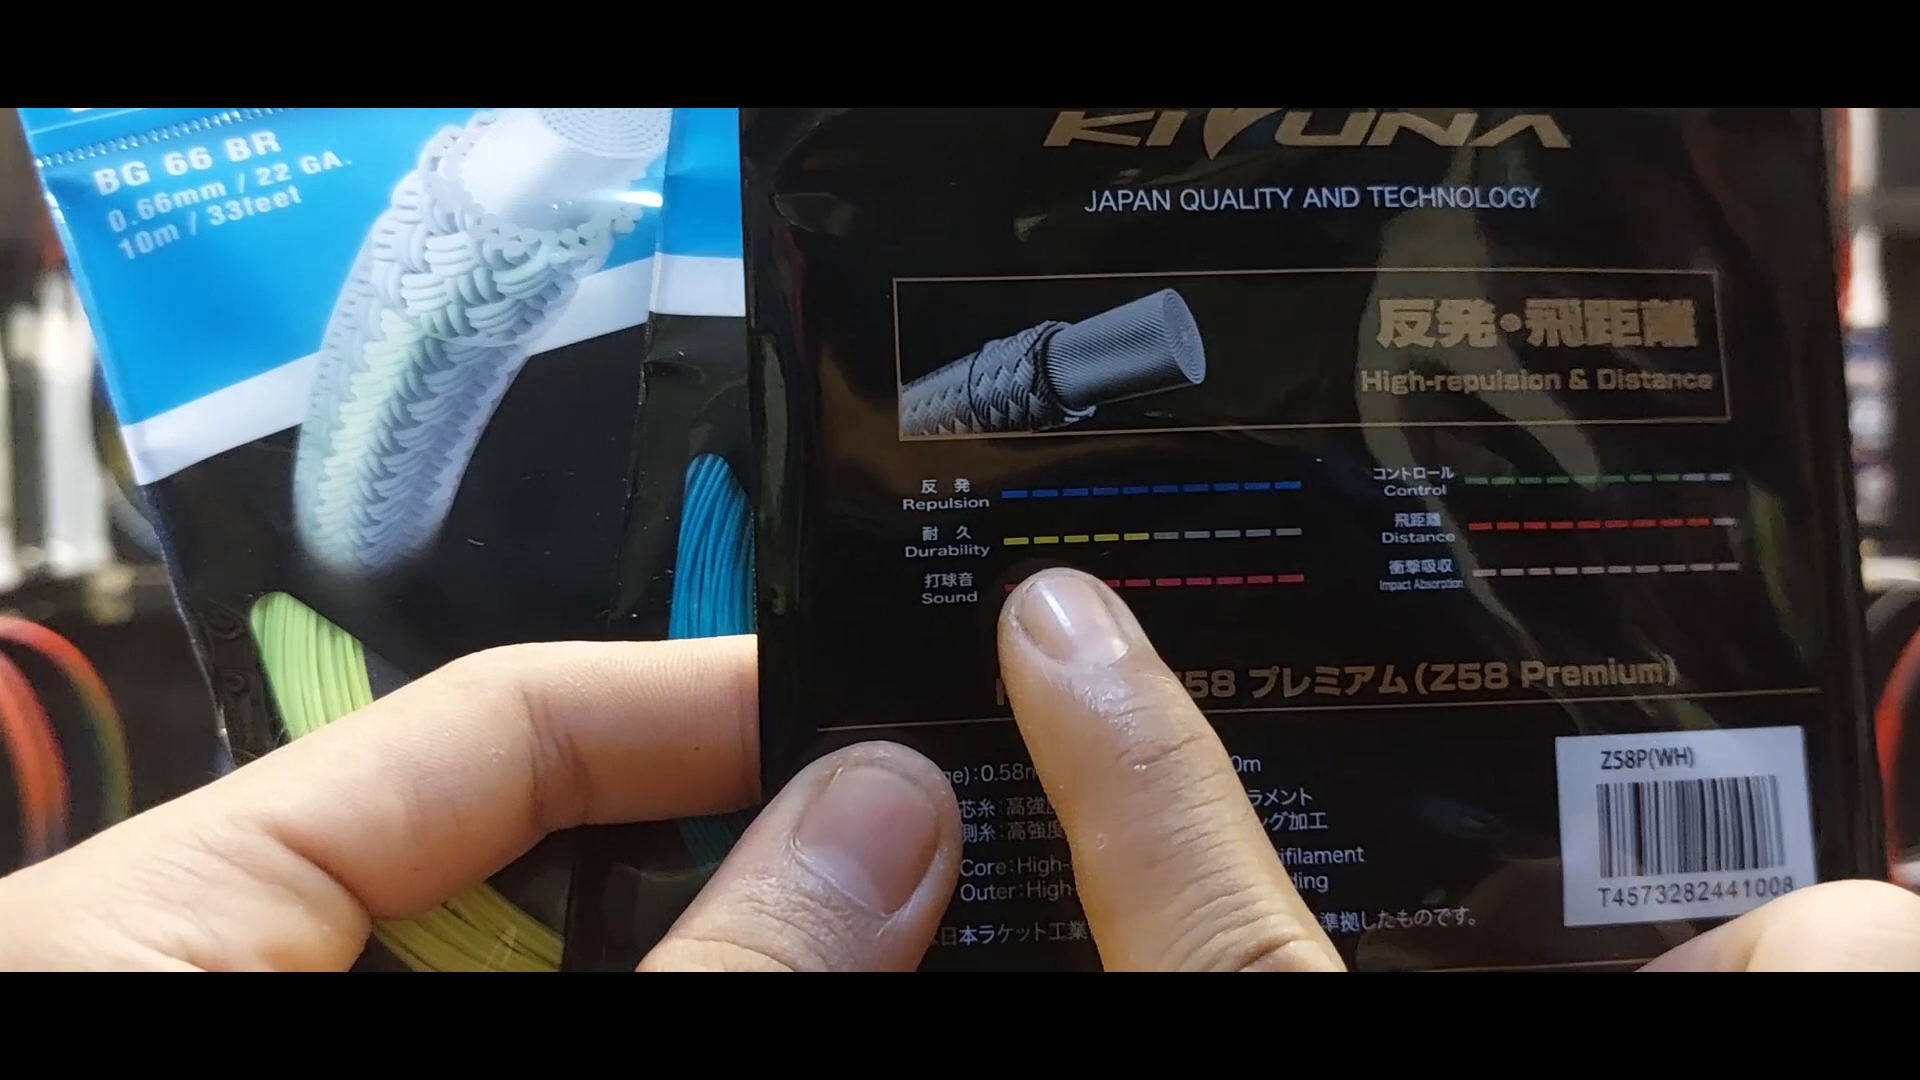 BG 66 BR
0.66mm / 22 GA.
10m / 33feet
KIZUNA
JAPAN QUALITY AND TECHNOLOGY
反発・飛距離
High-repulsion & Distance
反 発
Repulsion
耐 久
Durability
打球音
Sound
コントロール
Control
飛距離
Distance
衝撃吸収
Impact Absorption
58 プレミアム(Z58 Premium)
ge):0.58m 0m
芯糸:高強度 ラメント
側糸:高強度 グ加工
Core:High- ifilament
Outer:High- ding
日本ラケット工業 準拠したものです。
Z58P(WH)
T4573282441008